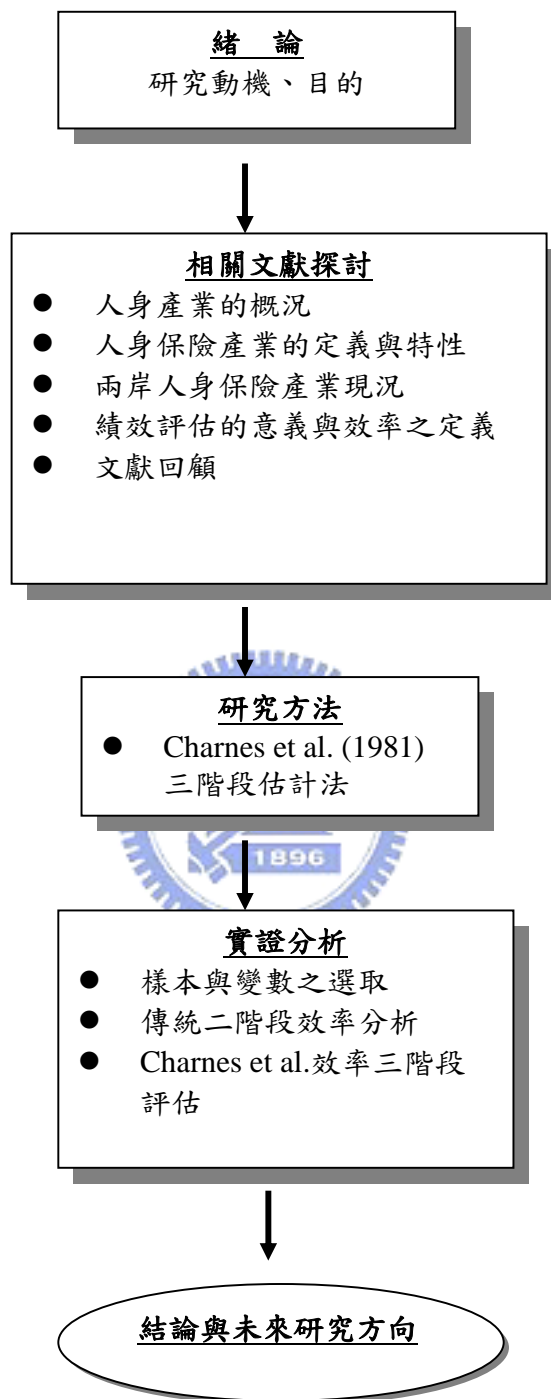 緒 論
研究動機、目的
相關文獻探討
● 人身產業的概況
● 人身保險產業的定義與特性
● 兩岸人身保險產業現況
● 績效評估的意義與效率之定義
● 文獻回顧
研究方法
● Charnes et al. (1981)
三階段估計法
1896
實證分析
● 樣本與變數之選取
● 傳統二階段效率分析
● Charnes et al.效率三階段
評估
結論與未來研究方向